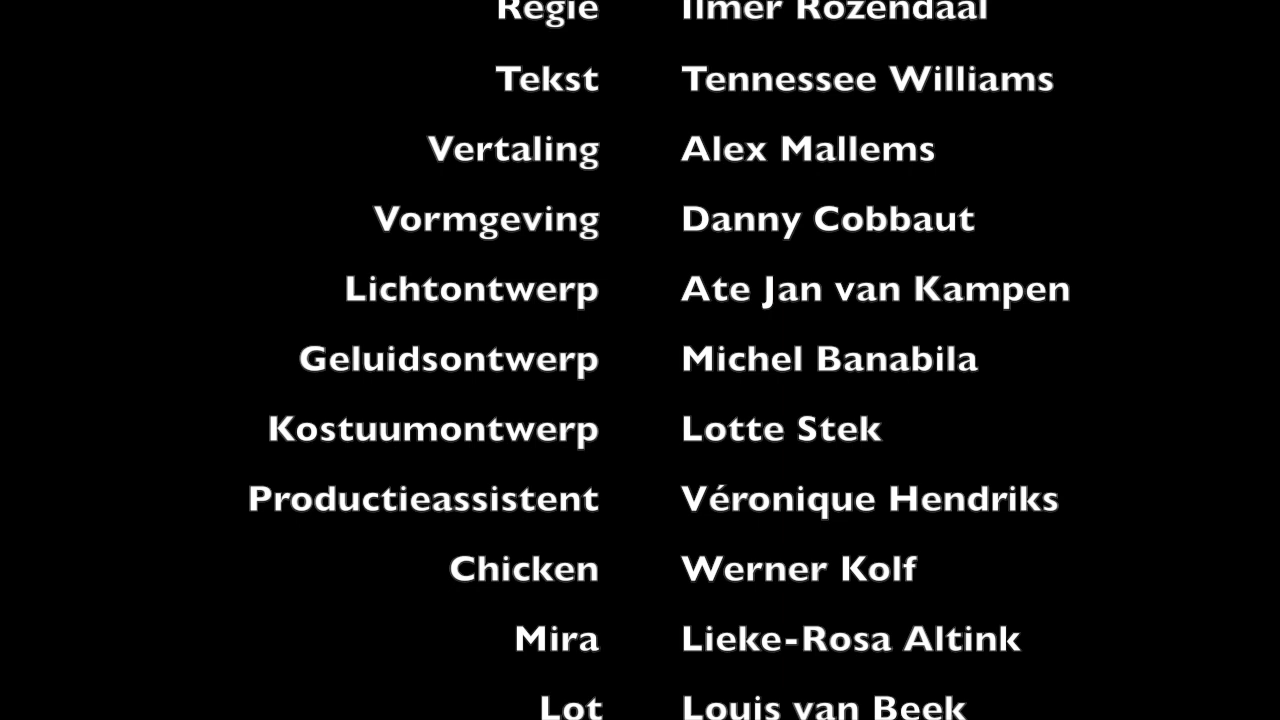 Regie Ilmer Rozendaal
Tekst Tennessee Williams
Vertaling Alex Mallems
Vormgeving Danny Cobbaut
Lichtontwerp Ate Jan van Kampen
Geluidsontwerp Michel Banabila
Kostuumontwerp Lotte Stek
Productieassistent Véronique Hendriks
Chicken Werner Kolf
Mira Lieke-Rosa Altink
Lot Louis van Beek